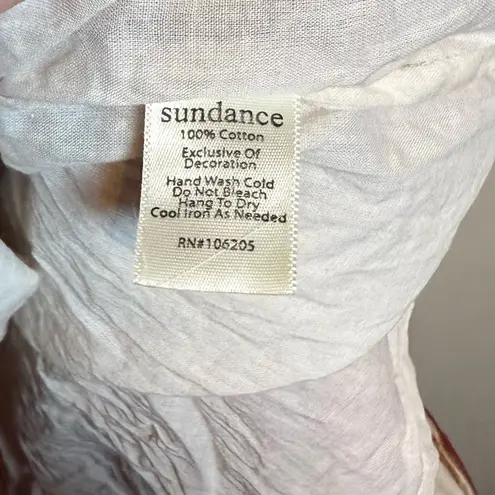 sundance
100% Cotton
Exclusive Of
Decoration
Hand Wash Cold
Do Not Bleach
Hang To Dry
Cool Iron As Needed
RN#106205